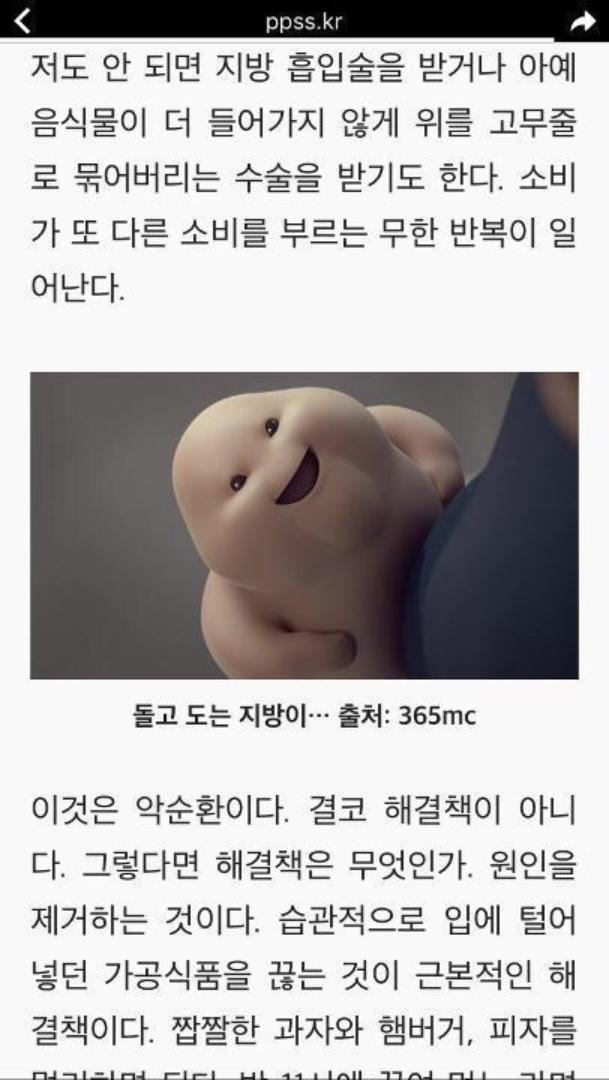 ppss.kr
저도 안 되면 지방 흡입술을 받거나 아예
음식물이 더 들어가지 않게 위를 고무줄
로 묶어버리는 수술을 받기도 한다. 소비
가 또 다른 소비를 부르는 무한 반복이 일
어난다.
돌고 도는 지방이… 출처: 365mc
이것은 악순환이다. 결코 해결책이 아니
다. 그렇다면 해결책은 무엇인가. 원인을
제거하는 것이다. 습관적으로 입에 털어
넣던 가공식품을 끊는 것이 근본적인 해
결책이다. 짭짤한 과자와 햄버거, 피자를